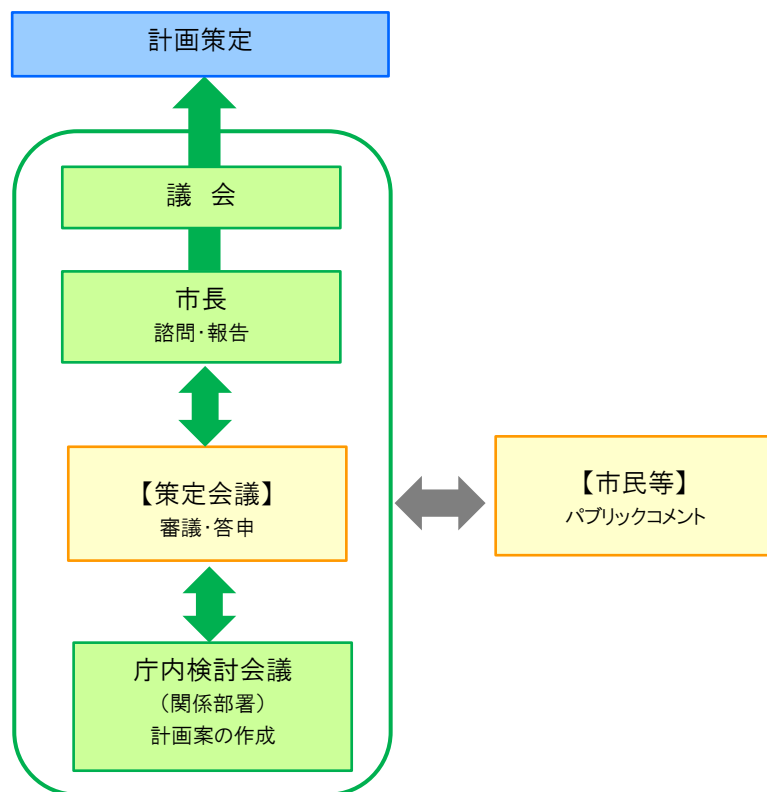 計画策定
議　会
市長
諮問･報告
【策定会議】
審議･答申
【市民等】
パブリックコメント
庁内検討会議
（関係部署）
計画案の作成